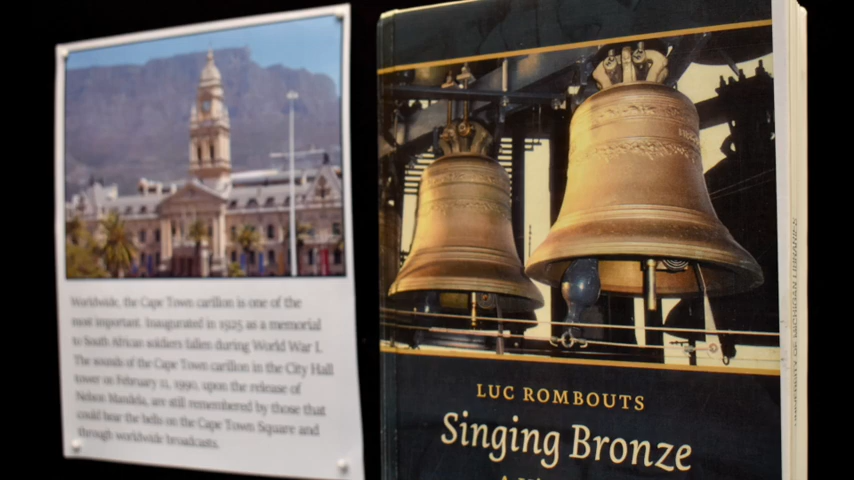 Worldwide, the Cape Town carillon is one of the
most important. Inaugurated in 1925 as a memorial
to South African soldiers fallen during World War I.
The sounds of the Cape Town carillon in the City Hall
tower on February 11, 1990, upon the release of
Nelson Mandela, are still remembered by those that
could hear the bells on the Cape Town Square and
through worldwide broadcasts.
LUC ROMBOUTS
Singing Bronze
UNIVERSITY OF MICHIGAN LIBRARIES